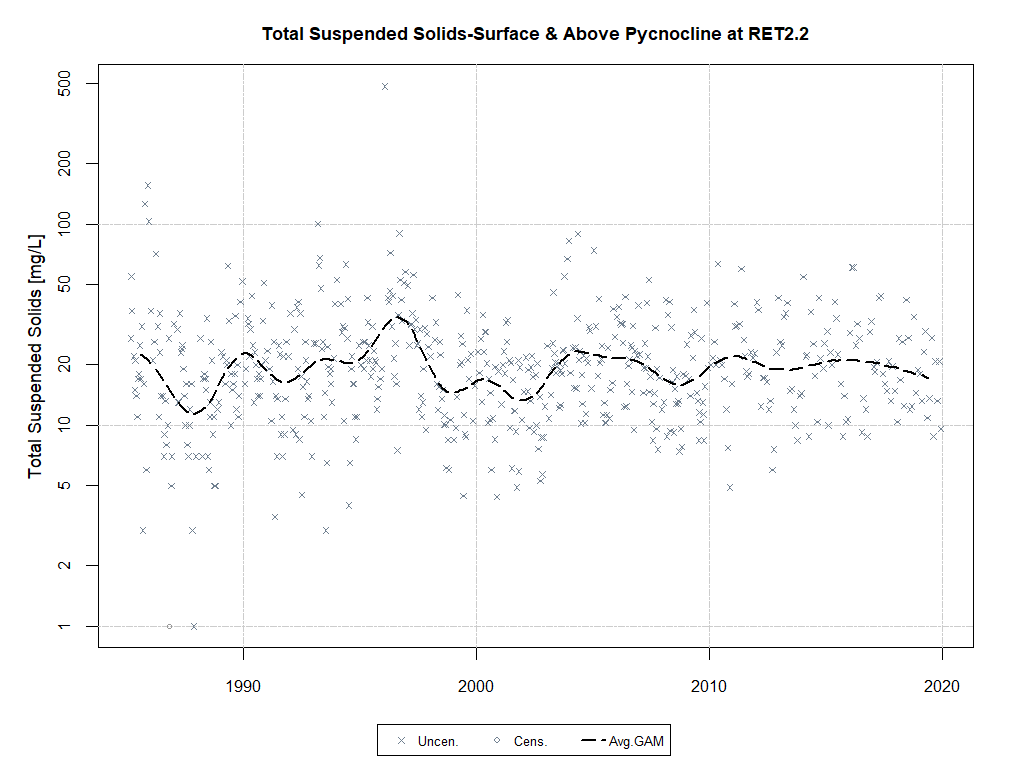 Total Suspended Solids-Surface & Above Pycnocline at RET2.2
Total Suspended Solids [mg/L]
500
200
100
50
20
10
5
2
1
1990 2000 2010 2020
Uncen. Cens. Avg.GAM